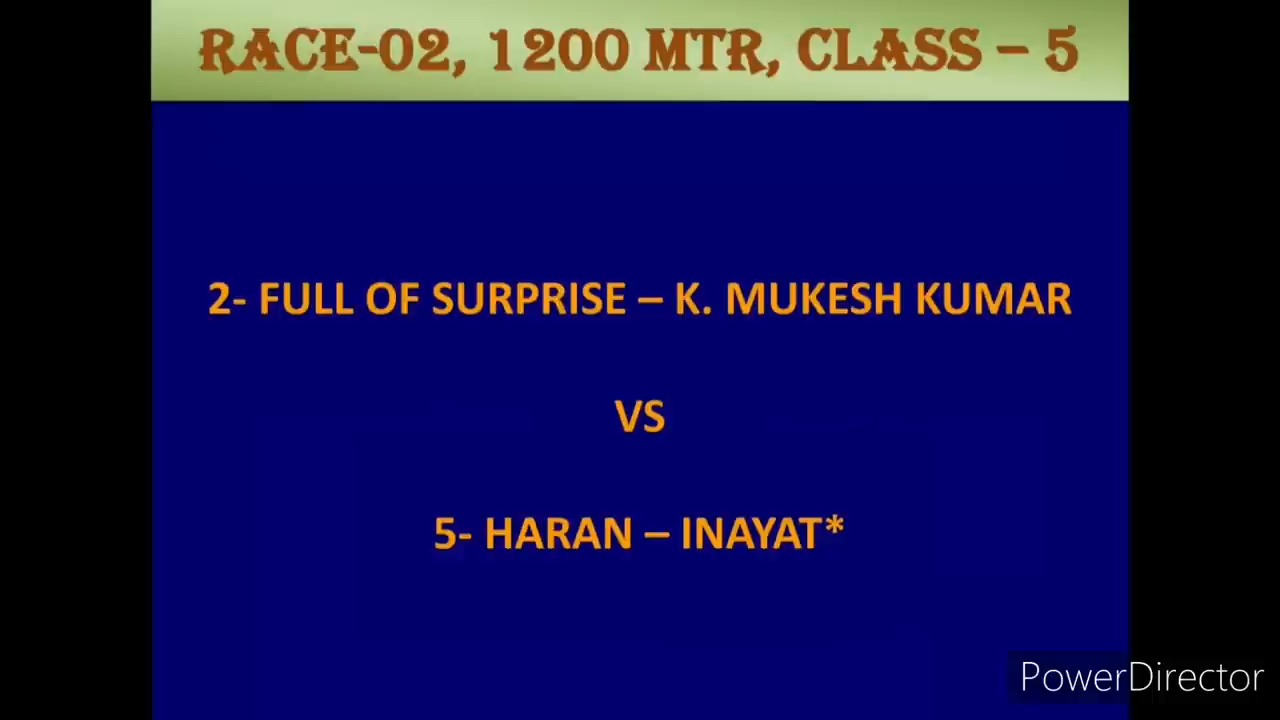 RACE-02, 1200 MTR, CLASS – 5
2- FULL OF SURPRISE – K. MUKESH KUMAR
VS
5- HARAN – INAYAT*
PowerDirector